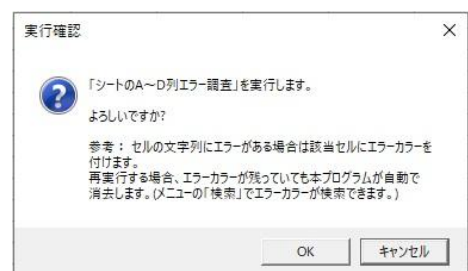 実行確認
「シートのA～D列エラー調査」を実行します。
よろしいですか?
参考： セルの文字列にエラーがある場合は該当セルにエラーカラーを
付けます。
再実行する場合、エラーカラーが残っていても本プログラムが自動で
消去します。(メニューの「検索」でエラーカラーが検索できます。)
OK
キャンセル